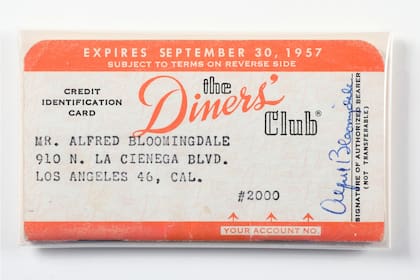 EXPIRES SEPTEMBER 30, 1957
SUBJECT TO TERMS ON REVERSE SIDE
CREDIT
IDENTIFICATION
CARD
the
Diners'
Club®
MR. ALFRED BLOOMINGDALE
910 N. LA CIENEGA BLVD.
LOS ANGELES 46, CAL.
#2000
YOUR ACCOUNT NO.
Alfred Bloomingdale
SIGNATURE OF AUTHORIZED BEARER
(NOT TRANSFERABLE)